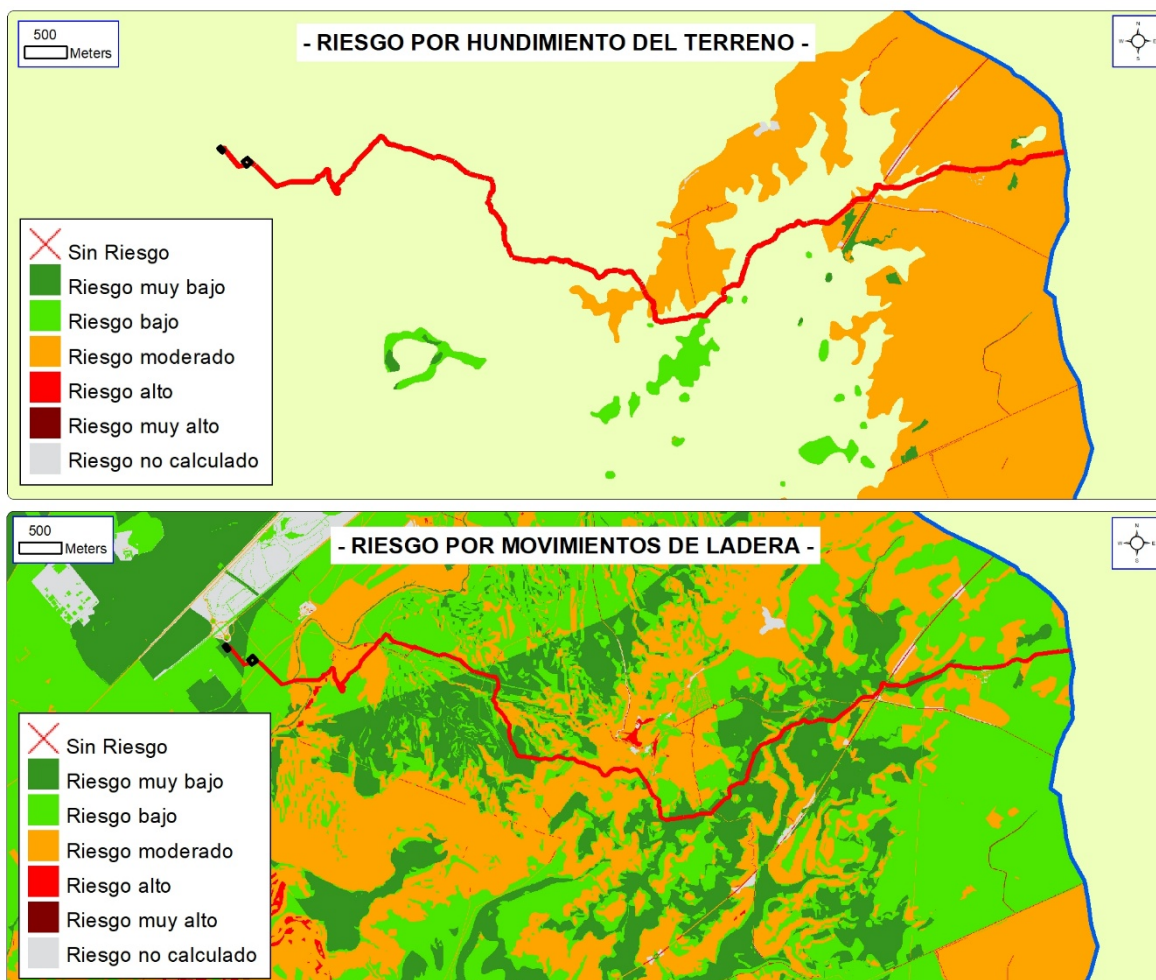 500
Meters
- RIESGO POR HUNDIMIENTO DEL TERRENO -
N
W E
S
Sin Riesgo
Riesgo muy bajo
Riesgo bajo
Riesgo moderado
Riesgo alto
Riesgo muy alto
Riesgo no calculado
500
Meters
- RIESGO POR MOVIMIENTOS DE LADERA -
N
W E
S
Sin Riesgo
Riesgo muy bajo
Riesgo bajo
Riesgo moderado
Riesgo alto
Riesgo muy alto
Riesgo no calculado